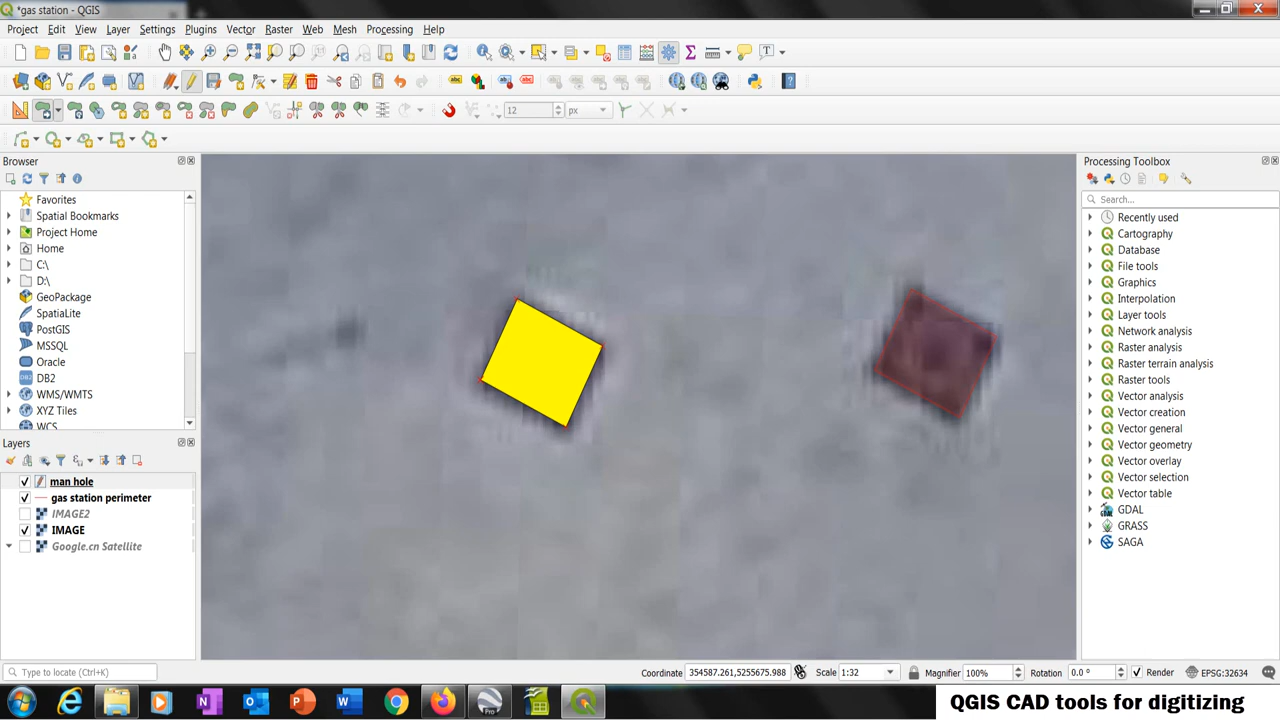 *gas station - QGIS
Project Edit View Layer Settings Plugins Vector Raster Web Mesh Processing Help
12 px
Browser
Favorites
Spatial Bookmarks
Project Home
Home
C:\
D:\
GeoPackage
SpatiaLite
PostGIS
MSSQL
Oracle
DB2
WMS/WMTS
XYZ Tiles
WCS
Layers
man hole
gas station perimeter
IMAGE2
IMAGE
Google.cn Satellite
Processing Toolbox
Search...
Recently used
Cartography
Database
File tools
Graphics
Interpolation
Layer tools
Network analysis
Raster analysis
Raster terrain analysis
Raster tools
Vector analysis
Vector creation
Vector general
Vector geometry
Vector overlay
Vector selection
Vector table
GDAL
GRASS
SAGA
Type to locate (Ctrl+K) Coordinate 354587.261,5255675.988 Scale 1:32 Magnifier 100% Rotation 0.0 ° Render EPSG:32634
Pro
QGIS CAD tools for digitizing